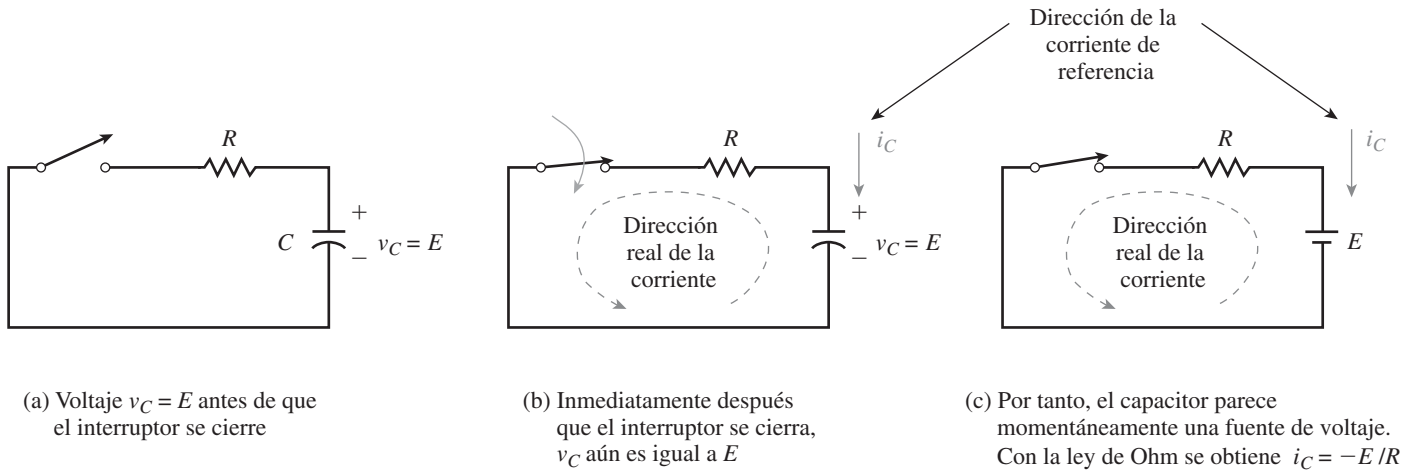 Dirección de la
corriente de
referencia
R
C
+
−
v_C = E
R
i_C
+
−
v_C = E
Dirección
real de la
corriente
R
i_C
E
Dirección
real de la
corriente
(a) Voltaje v_C = E antes de que
el interruptor se cierre
(b) Inmediatamente después
que el interruptor se cierra,
v_C aún es igual a E
(c) Por tanto, el capacitor parece
momentáneamente una fuente de voltaje.
Con la ley de Ohm se obtiene i_C = −E /R